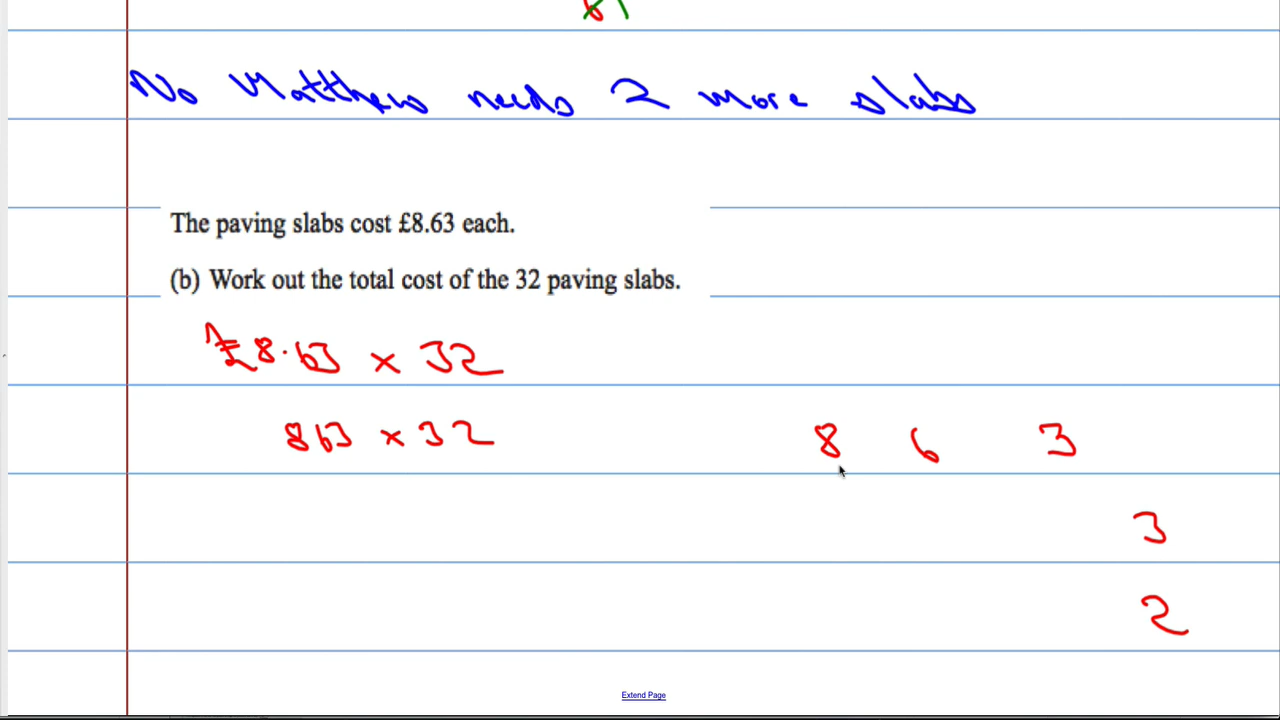 No Matthew needs 2 more slabs
The paving slabs cost £8.63 each.
(b) Work out the total cost of the 32 paving slabs.
£8.63 × 32
863 × 32
8 6 3
3
2
Extend Page